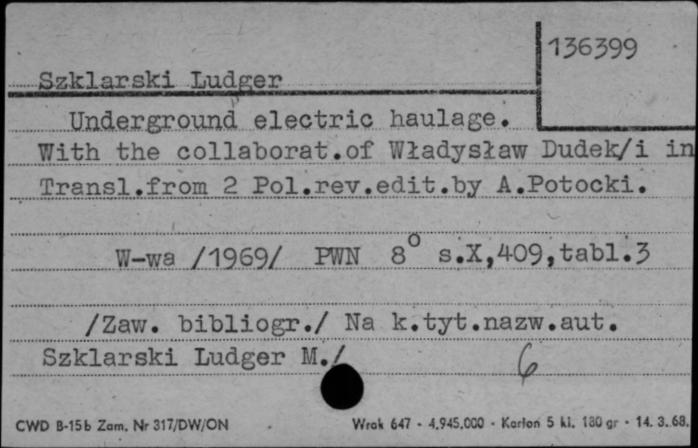 136399
Szklarski Ludger
Underground electric haulage.
With the collaborat.of Władysław Dudek/i in
Transl.from 2 Pol.rev.edit.by A.Potocki.
W-wa /1969/ PWN 8° s.X,409,tabl.3
/Zaw. bibliogr./ Na k.tyt.nazw.aut.
Szklarski Ludger M./
6
CWD B-15b Zam. Nr 317/DW/ON Wrak 647 - 4,945,000 - Karton 5 kl. 180 gr - 14. 3. 68.